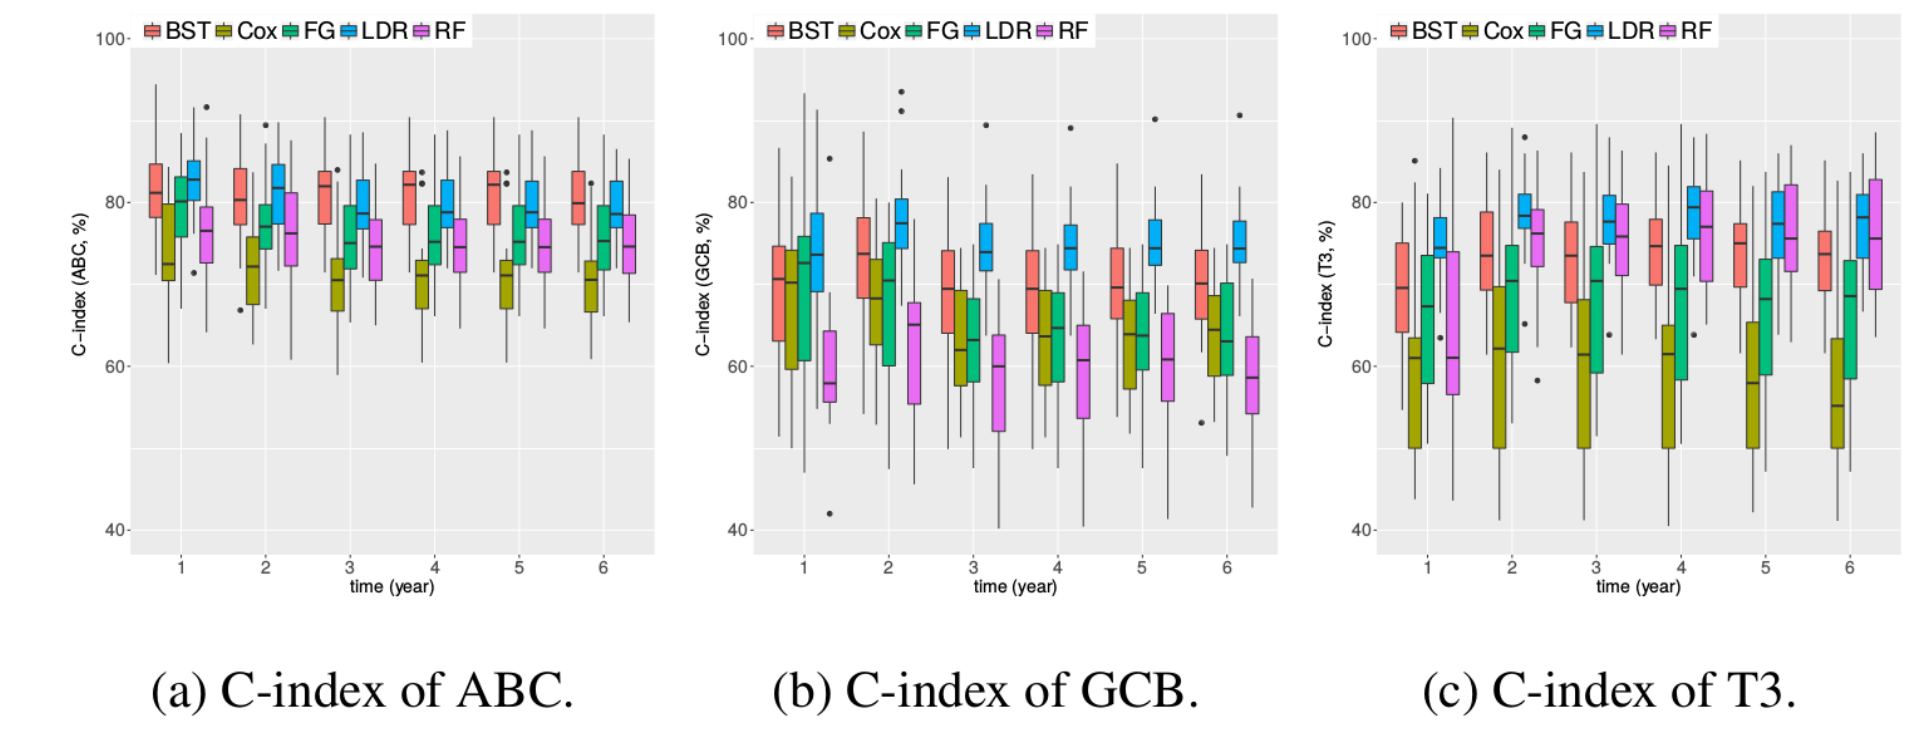 BST Cox FG LDR RF
100
80
60
40
C−index (ABC, %)
1 2 3 4 5 6
time (year)
(a) C-index of ABC.
BST Cox FG LDR RF
100
80
60
40
C−index (GCB, %)
1 2 3 4 5 6
time (year)
(b) C-index of GCB.
BST Cox FG LDR RF
100
80
60
40
C−index (T3, %)
1 2 3 4 5 6
time (year)
(c) C-index of T3.